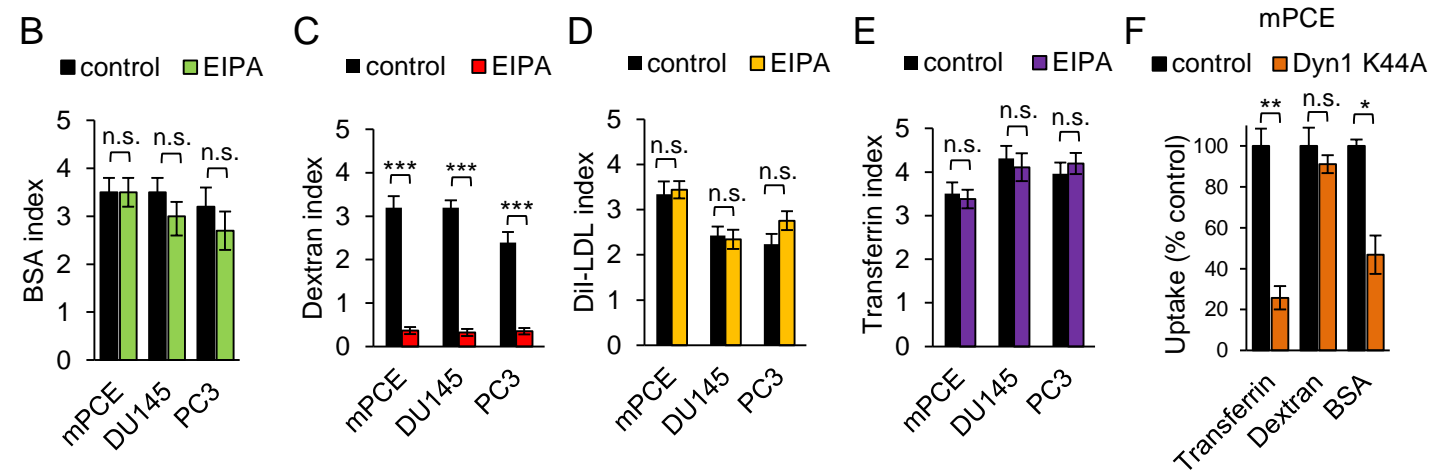 B
control EIPA
BSA index
5
4
3
2
1
0
n.s.
n.s.
n.s.
mPCE
DU145
PC3
C
control EIPA
Dextran index
5
4
3
2
1
0
***
***
***
mPCE
DU145
PC3
D
control EIPA
DiI-LDL index
5
4
3
2
1
0
n.s.
n.s.
n.s.
mPCE
DU145
PC3
E
control EIPA
Transferrin index
5
4
3
2
1
0
n.s.
n.s.
n.s.
mPCE
DU145
PC3
F
mPCE
control Dyn1 K44A
Uptake (% control)
100
80
60
40
20
0
**
n.s.
*
Transferrin
Dextran
BSA